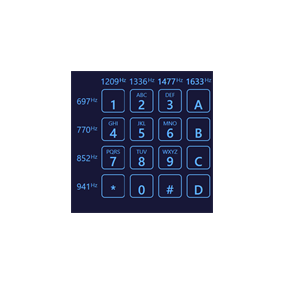 1209Hz 1336Hz 1477Hz 1633Hz
ABC DEF
697Hz 1 2 3 A
GHI JKL MNO
770Hz 4 5 6 B
PQRS TUV WXYZ
852Hz 7 8 9 C
941Hz * 0 # D